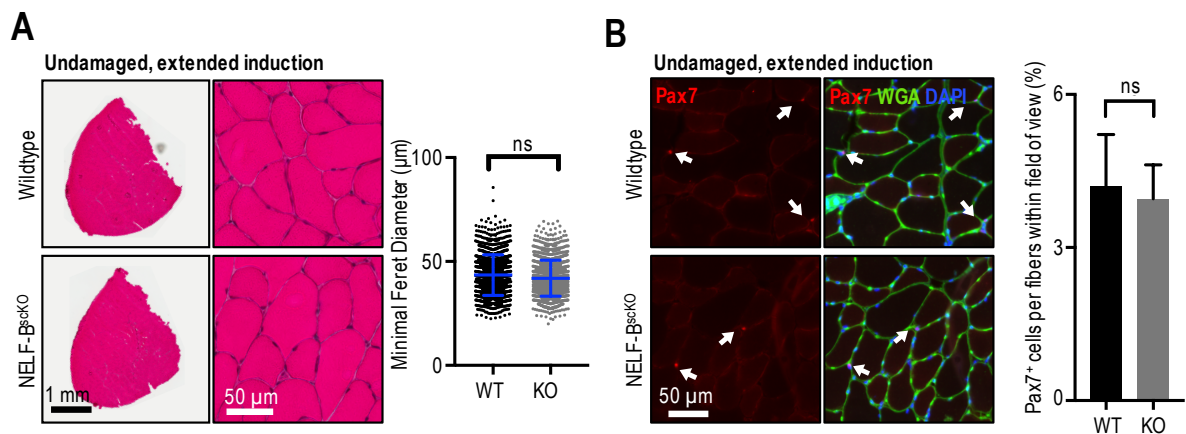 A
Undamaged, extended induction
Wildtype
NELF-BscKO
1 mm
50 µm
Minimal Feret Diameter (µm)
100
50
0
ns
WT
KO
B
Undamaged, extended induction
Pax7
Pax7 WGA DAPI
Wildtype
NELF-BscKO
50 µm
Pax7+ cells per fibers within field of view (%)
6
3
0
ns
WT
KO